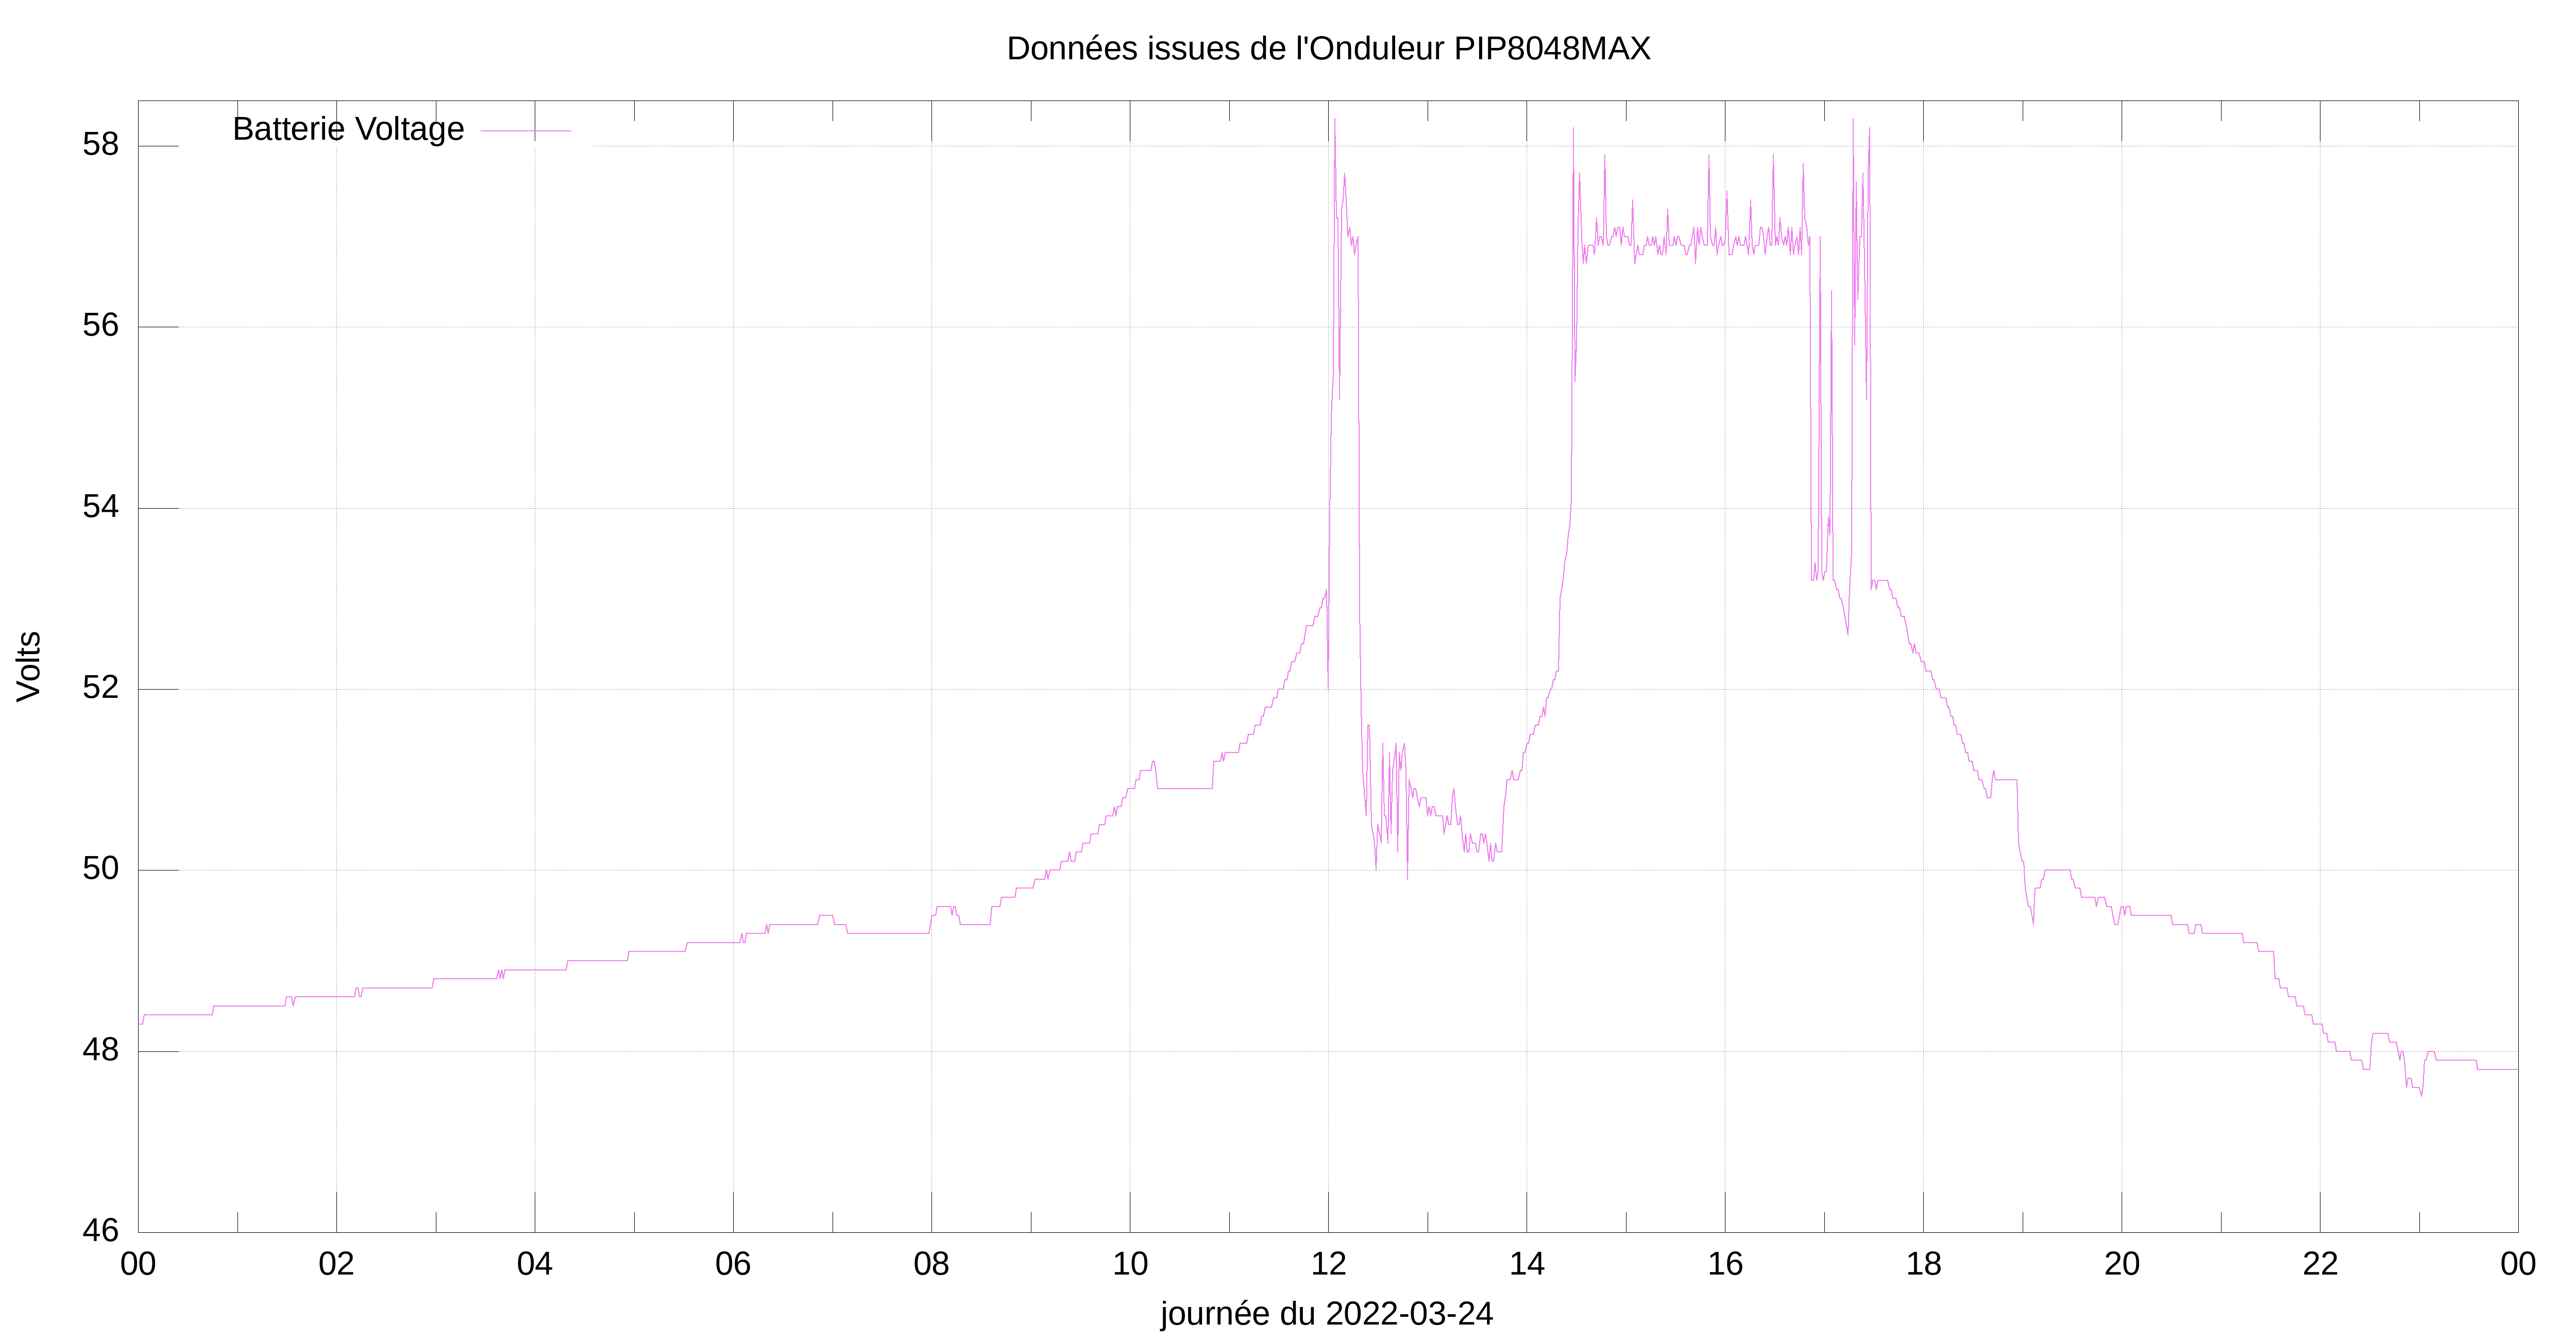 Données issues de l'Onduleur PIP8048MAX
Batterie Voltage
58
56
54
52
50
48
46
Volts
00 02 04 06 08 10 12 14 16 18 20 22 00
journée du 2022-03-24